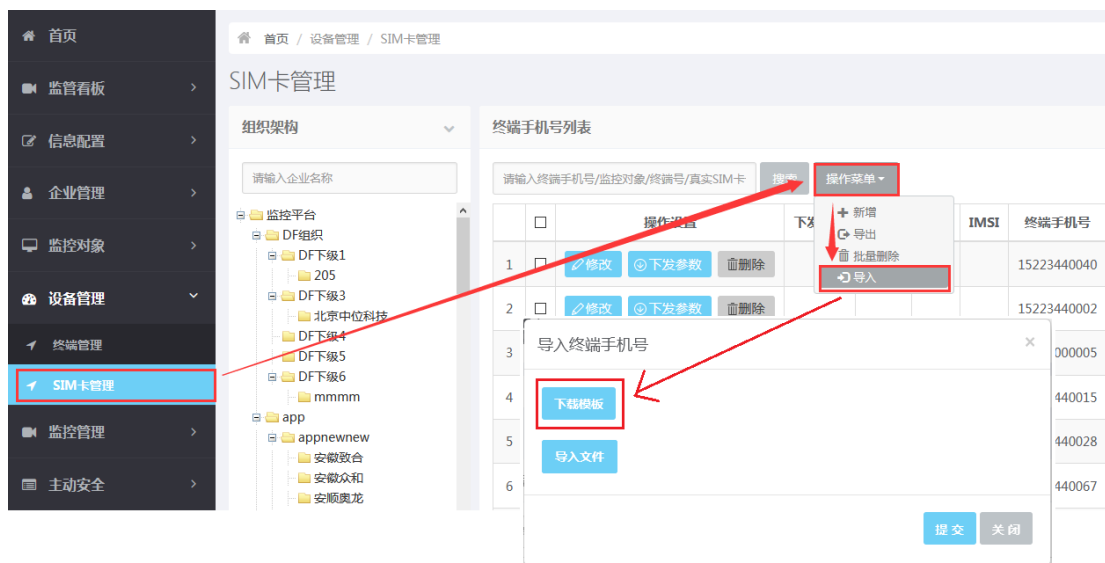 首页
监管看板
信息配置
企业管理
监控对象
设备管理
终端管理
SIM卡管理
监控管理
主动安全
首页 / 设备管理 / SIM卡管理
SIM卡管理
组织架构
请输入企业名称
监控平台
DF组织
DF下级1
205
DF下级3
北京中位科技
DF下级4
DF下级5
DF下级6
mmmm
app
appnewnew
安徽致合
安徽众和
安顺奥龙
终端手机号列表
请输入终端手机号/监控对象/终端号/真实SIM卡 搜索 操作菜单
新增
导出
批量删除
导入
操作设置 下发 IMSI 终端手机号
1 修改 下发参数 删除 15223440040
2 修改 下发参数 删除 15223440002
3 000005
4 440015
5 440028
6 440067
导入终端手机号 ×
下载模板
导入文件
提交 关闭